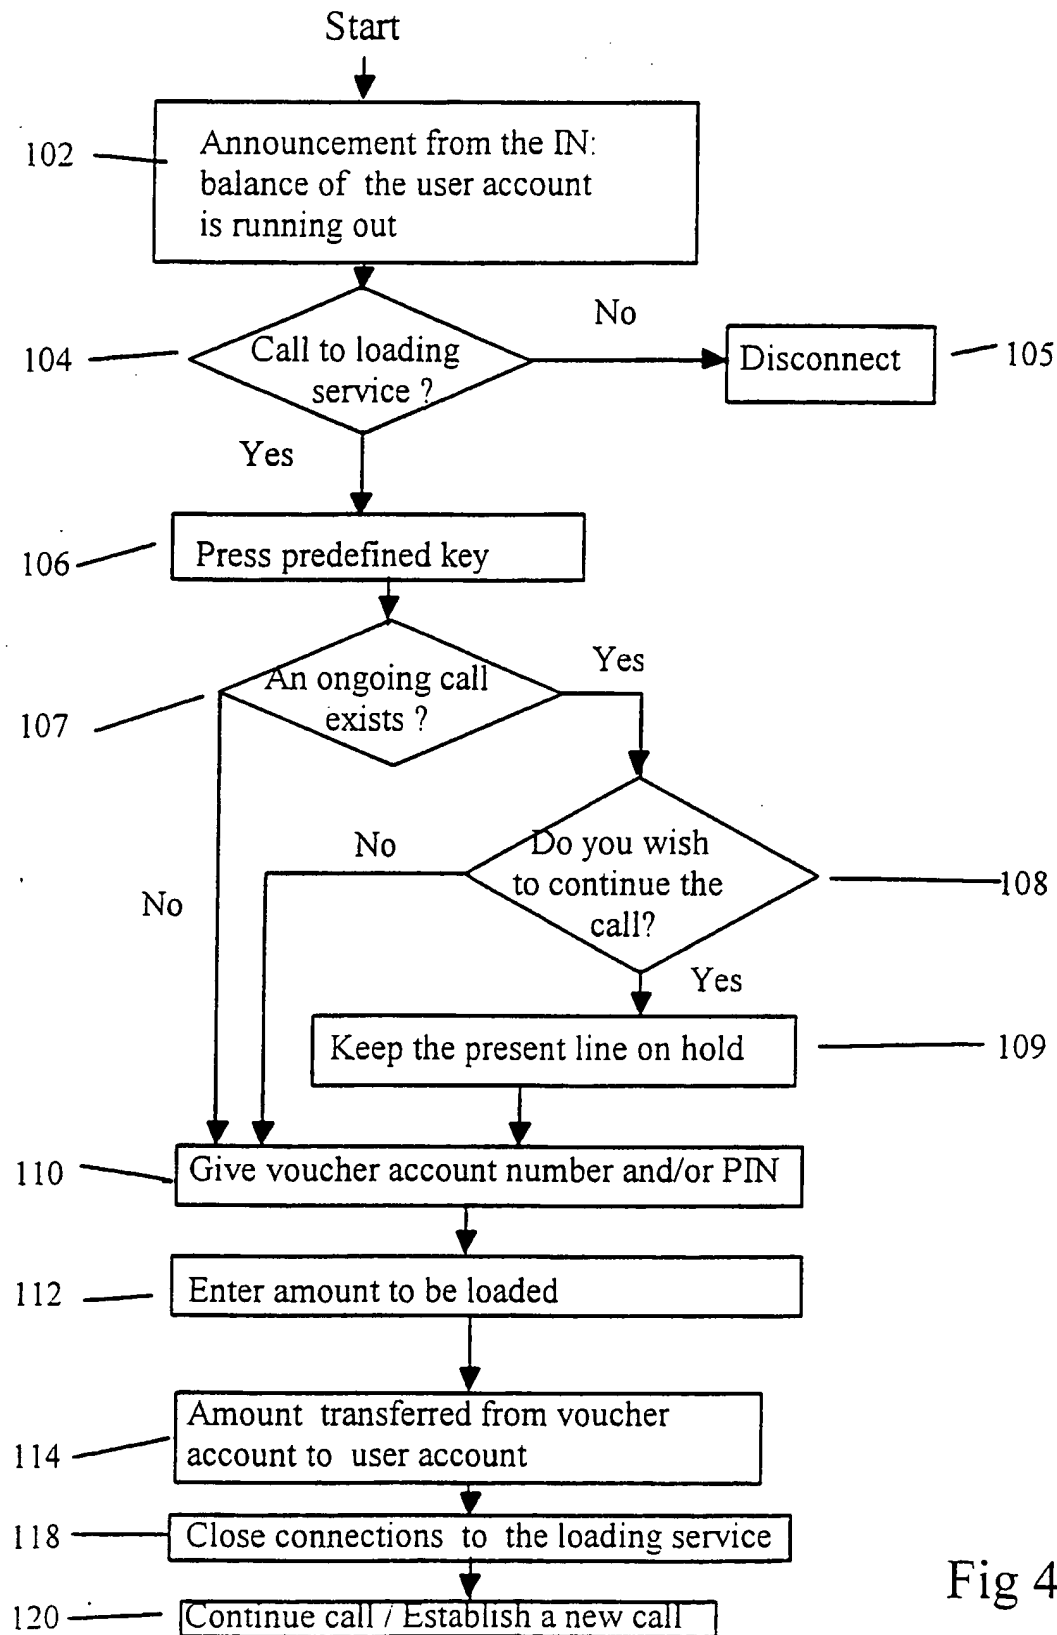 Start
102
Announcement from the IN:
balance of the user account
is running out
No
104
Call to loading
service ?
Disconnect
105
Yes
106
Press predefined key
107
An ongoing call
exists ?
Yes
No
Do you wish
to continue the
call?
108
No
Yes
Keep the present line on hold
109
110
Give voucher account number and/or PIN
112
Enter amount to be loaded
114
Amount transferred from voucher
account to user account
118
Close connections to the loading service
120
Continue call / Establish a new call
Fig 4